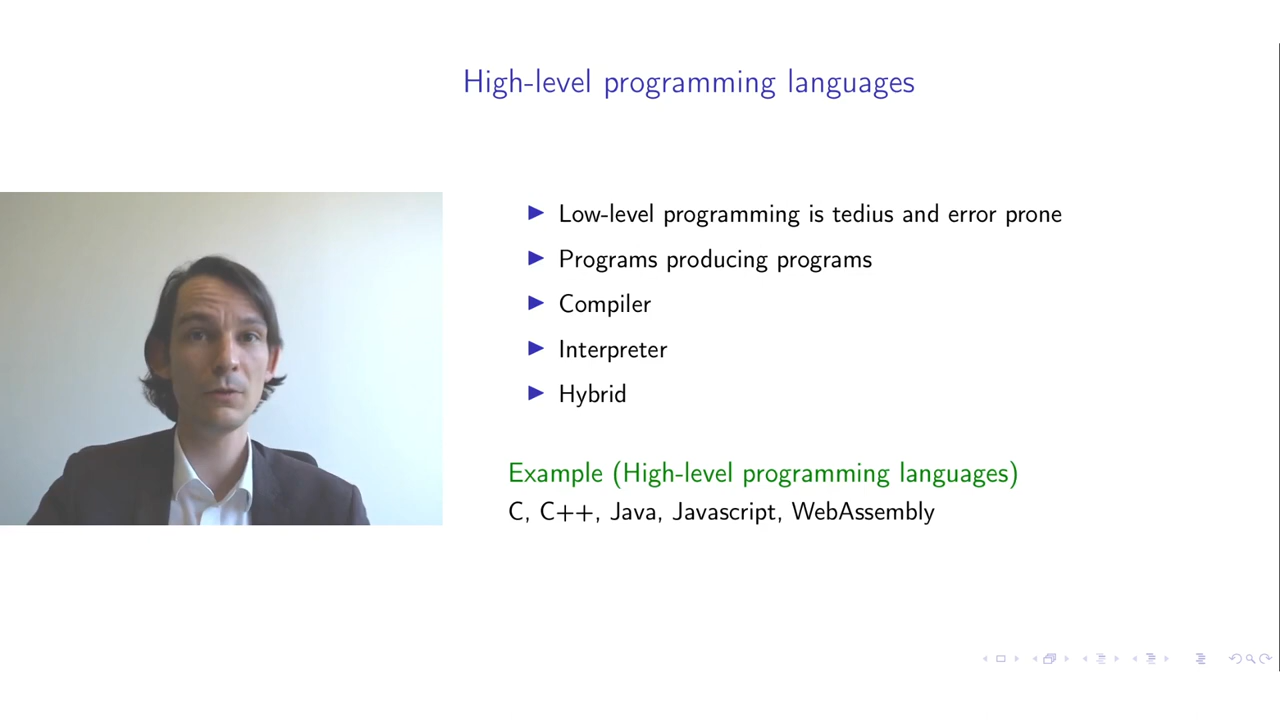 High-level programming languages
Low-level programming is tedius and error prone
Programs producing programs
Compiler
Interpreter
Hybrid
Example (High-level programming languages)
C, C++, Java, Javascript, WebAssembly